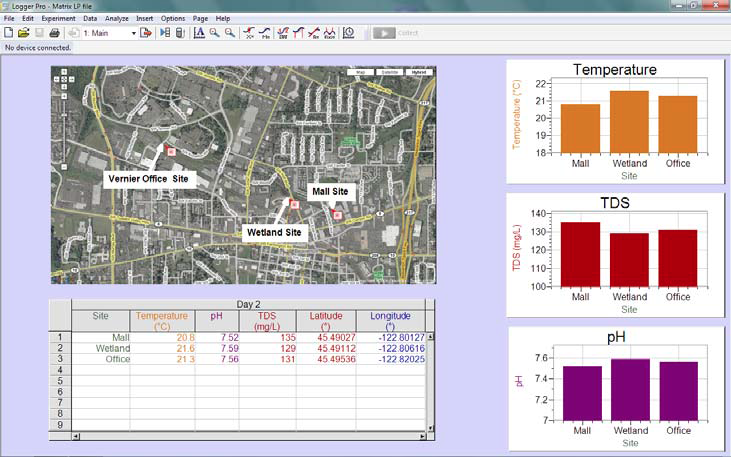 Logger Pro - Matrix LP file
File Edit Experiment Data Analyze Insert Options Page Help
1: Main Collect
No device connected.
Map Satellite Hybrid
Vernier Office Site
Mall Site
Wetland Site
217
Day 2
Site Temperature (°C) pH TDS (mg/L) Latitude (°) Longitude (°)
1 Mall 20.8 7.52 135 45.49027 -122.80127
2 Wetland 21.6 7.59 129 45.49112 -122.80616
3 Office 21.3 7.56 131 45.49536 -122.82025
4
5
6
7
8
9
Temperature
Temperature (°C)
22
21
20
19
18
Mall Wetland Office
Site
TDS
TDS (mg/L)
140
130
120
110
100
Mall Wetland Office
Site
pH
pH
7.6
7.4
7.2
7
Mall Wetland Office
Site